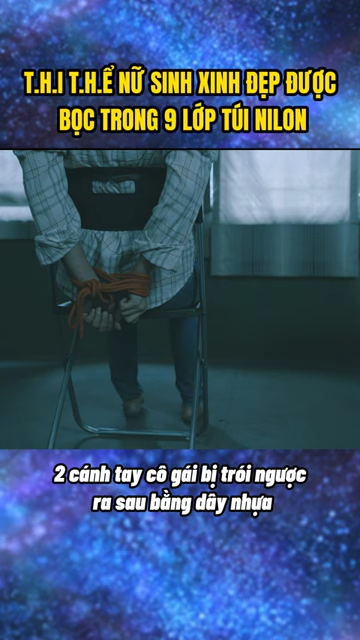 T.H.I T.H.Ể NỮ SINH XINH ĐẸP ĐƯỢC
BỌC TRONG 9 LỚP TÚI NILON
2 cánh tay cô gái bị trói ngược
ra sau bằng dây nhựa